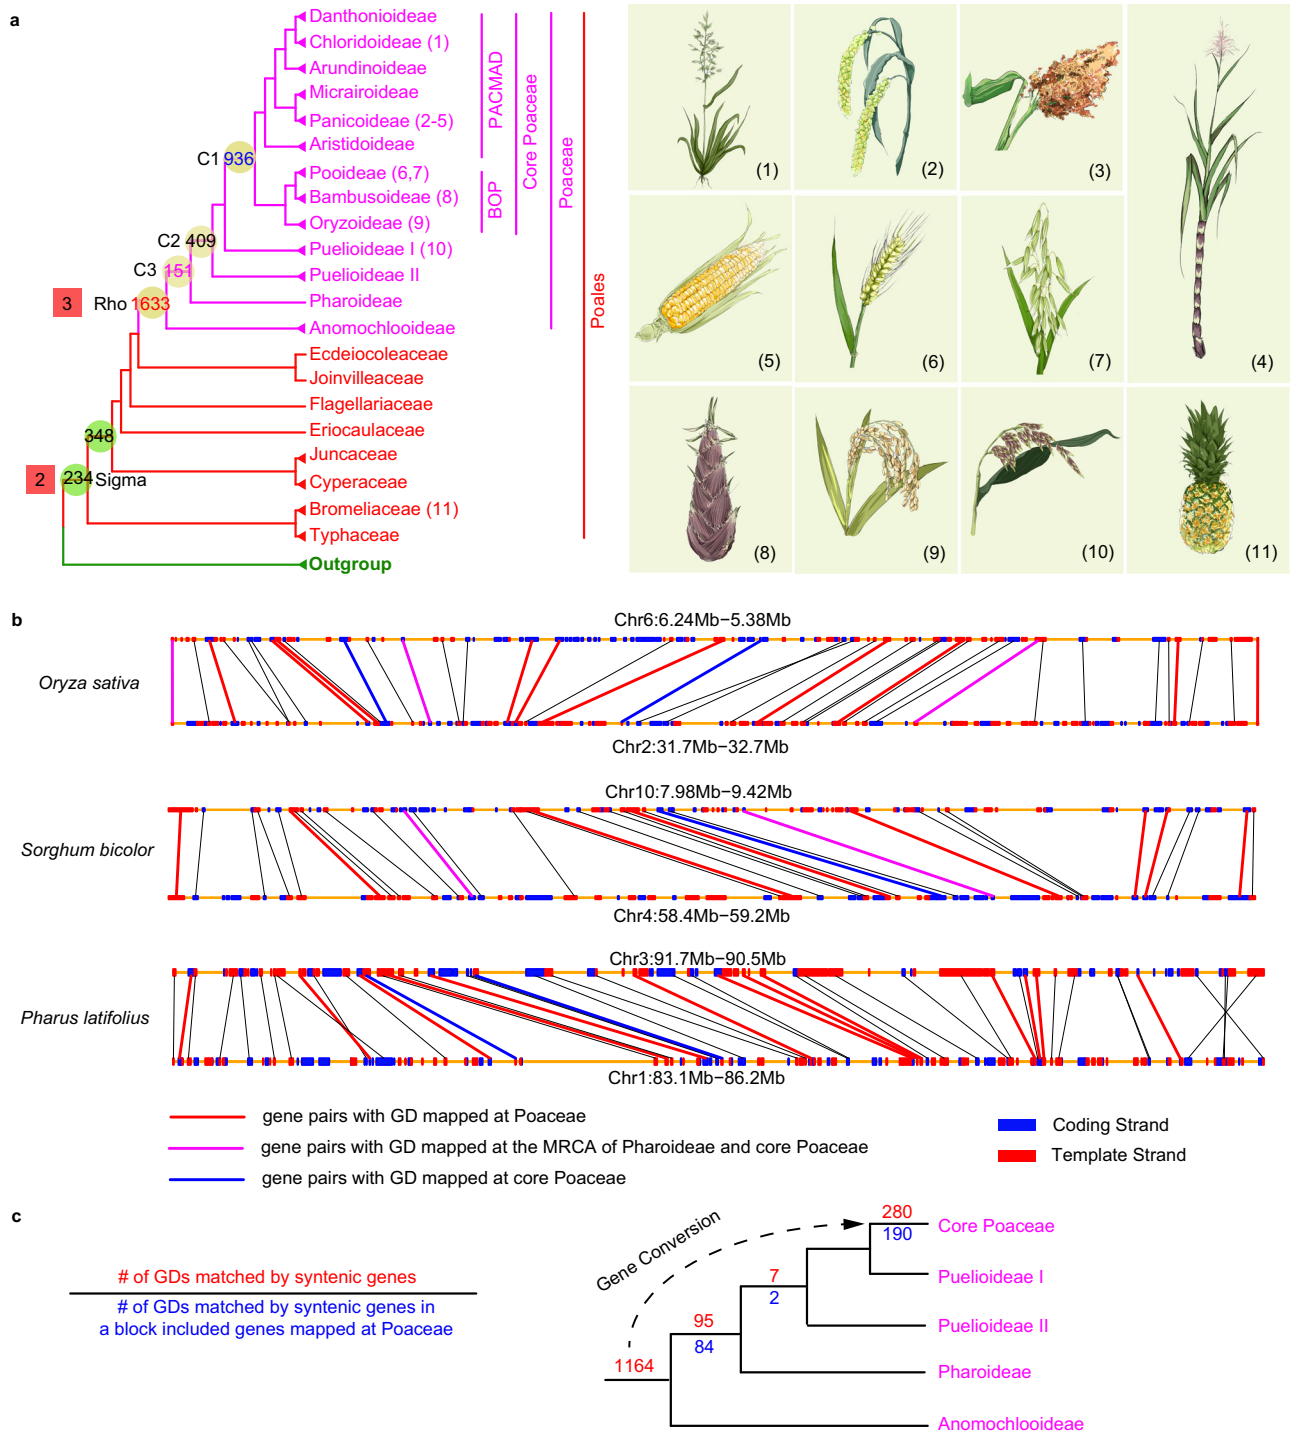 a
Danthonioideae
Chloridoideae (1)
Arundinoideae
Micrairoideae
Panicoideae (2-5)
Aristidoideae
Pooideae (6,7)
Bambusoideae (8)
Oryzoideae (9)
Puelioideae I (10)
Puelioideae II
Pharoideae
Anomochlooideae
Ecdeiocoleaceae
Joinvilleaceae
Flagellariaceae
Eriocaulaceae
Juncaceae
Cyperaceae
Bromeliaceae (11)
Typhaceae
Outgroup
PACMAD
BOP
Core Poaceae
Poaceae
Poales
C1 936
C2 409
C3 151
3 Rho 1633
348
2 234 Sigma
(1)
(2)
(3)
(4)
(5)
(6)
(7)
(8)
(9)
(10)
(11)
b
Chr6:6.24Mb−5.38Mb
Oryza sativa
Chr2:31.7Mb−32.7Mb
Chr10:7.98Mb−9.42Mb
Sorghum bicolor
Chr4:58.4Mb−59.2Mb
Chr3:91.7Mb−90.5Mb
Pharus latifolius
Chr1:83.1Mb−86.2Mb
gene pairs with GD mapped at Poaceae
gene pairs with GD mapped at the MRCA of Pharoideae and core Poaceae
gene pairs with GD mapped at core Poaceae
Coding Strand
Template Strand
c
# of GDs matched by syntenic genes
# of GDs matched by syntenic genes in
a block included genes mapped at Poaceae
Gene Conversion
1164
95
84
7
2
280
190
Core Poaceae
Puelioideae I
Puelioideae II
Pharoideae
Anomochlooideae